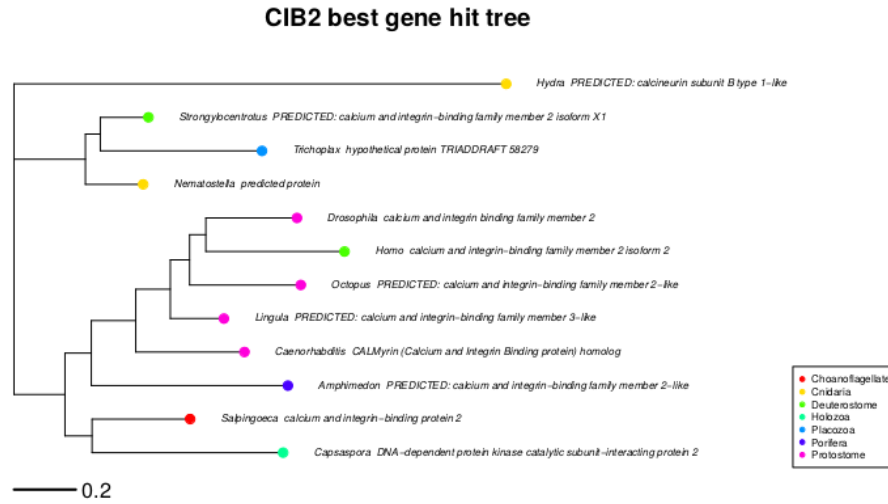 CIB2 best gene hit tree
Hydra PREDICTED: calcineurin subunit B type 1-like
Strongylocentrotus PREDICTED: calcium and integrin-binding family member 2 isoform X1
Trichoplax hypothetical protein TRIADDRAFT 58279
Nematostella predicted protein
Drosophila calcium and integrin binding family member 2
Homo calcium and integrin-binding family member 2 isoform 2
Octopus PREDICTED: calcium and integrin-binding family member 2-like
Lingula PREDICTED: calcium and integrin-binding family member 3-like
Caenorhabditis CALMyrin (Calcium and Integrin Binding protein) homolog
Amphimedon PREDICTED: calcium and integrin-binding family member 2-like
Salpingoeca calcium and integrin-binding protein 2
Capsaspora DNA-dependent protein kinase catalytic subunit-interacting protein 2
Choanoflagellate
Cnidaria
Deuterostome
Holozoa
Placozoa
Porifera
Protostome
0.2